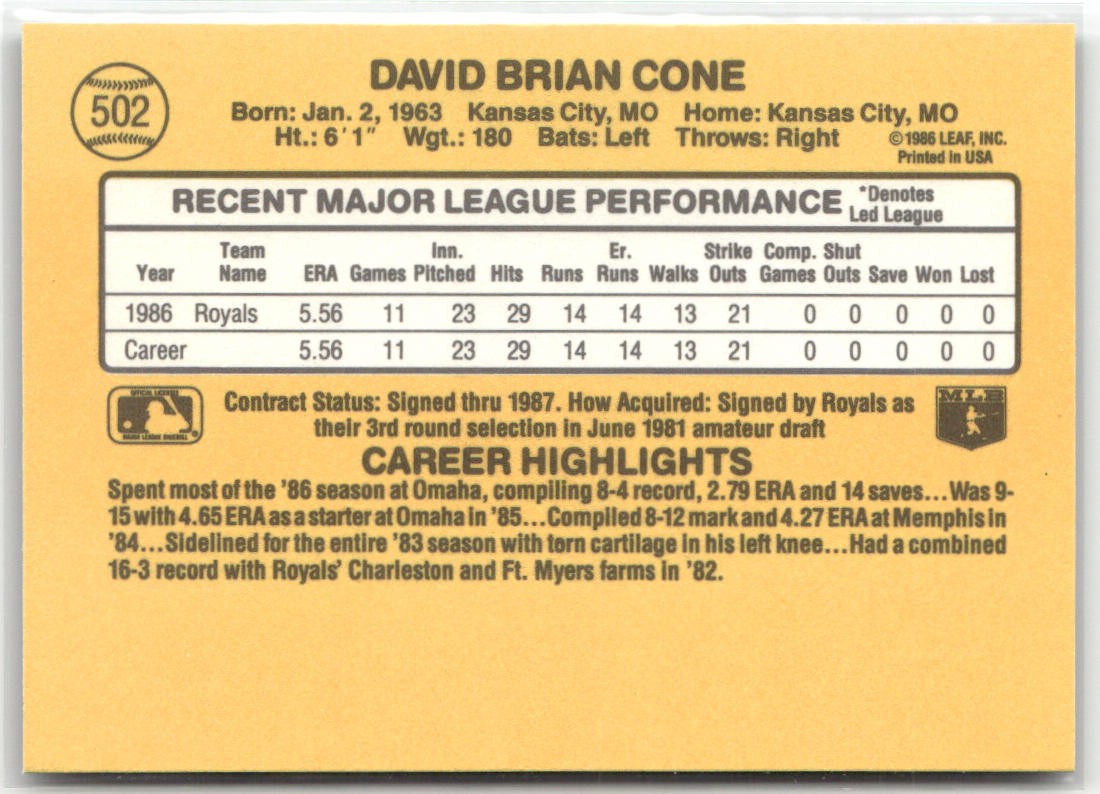 502
DAVID BRIAN CONE
Born: Jan. 2, 1963 Kansas City, MO Home: Kansas City, MO
Ht.: 6'1" Wgt.: 180 Bats: Left Throws: Right
©1986 LEAF, INC.
Printed in USA
RECENT MAJOR LEAGUE PERFORMANCE *Denotes
Led League
Team Inn. Er. Strike Comp. Shut
Year Name ERA Games Pitched Hits Runs Runs Walks Outs Games Outs Save Won Lost
1986 Royals 5.56 11 23 29 14 14 13 21 0 0 0 0 0
Career 5.56 11 23 29 14 14 13 21 0 0 0 0 0
OFFICIAL LICENSEE
MAJOR LEAGUE BASEBALL
®
Contract Status: Signed thru 1987. How Acquired: Signed by Royals as
their 3rd round selection in June 1981 amateur draft
MLB
CAREER HIGHLIGHTS
Spent most of the '86 season at Omaha, compiling 8-4 record, 2.79 ERA and 14 saves...Was 9-
15 with 4.65 ERA as a starter at Omaha in '85...Compiled 8-12 mark and 4.27 ERA at Memphis in
'84...Sidelined for the entire '83 season with torn cartilage in his left knee...Had a combined
16-3 record with Royals' Charleston and Ft. Myers farms in '82.